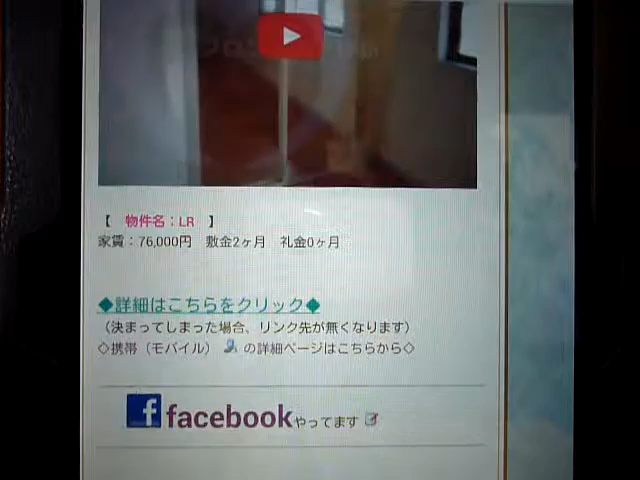 【　物件名：LR　】
家賃：76,000円　敷金2ヶ月　礼金0ヶ月
◆詳細はこちらをクリック◆
（決まってしまった場合、リンク先が無くなります）
◇携帯（モバイル） の詳細ページはこちらから◇
facebookやってます